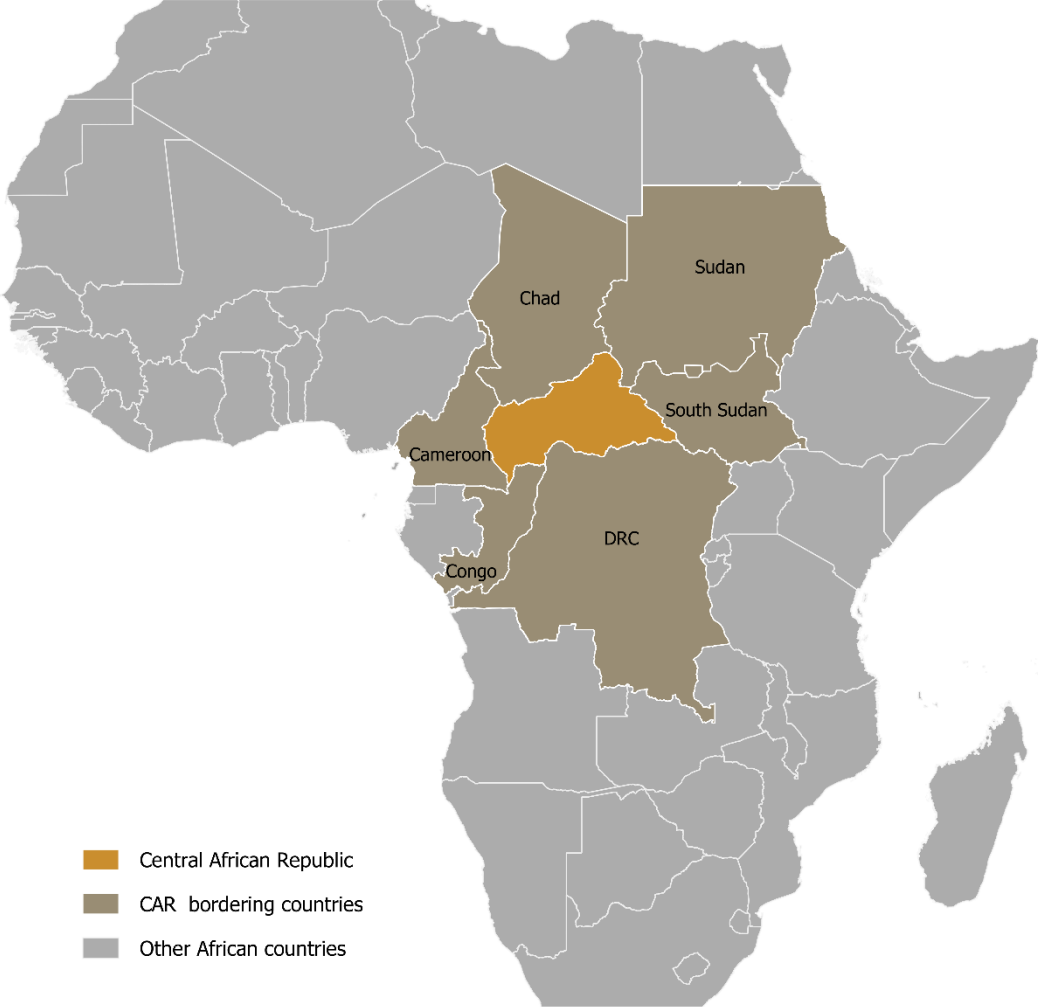 Sudan
Chad
South Sudan
Cameroon
DRC
Congo
Central African Republic
CAR bordering countries
Other African countries